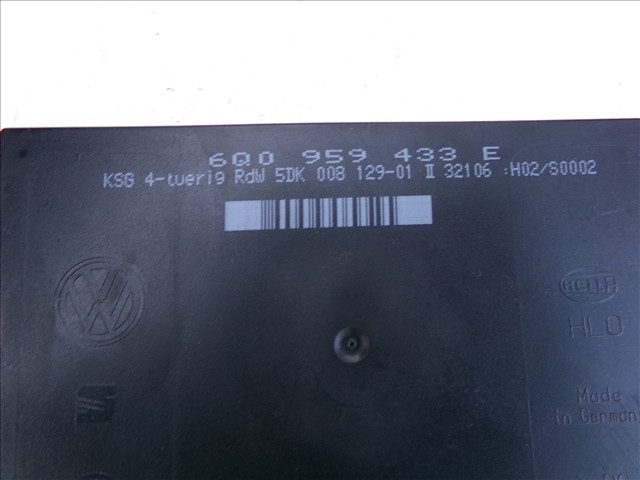 6Q0 959 433 E
KSG 4-tuerig RdW 5DK 008 129-01 II 32106 :H02/S0002
HELLA
HLO
Made
in Germany